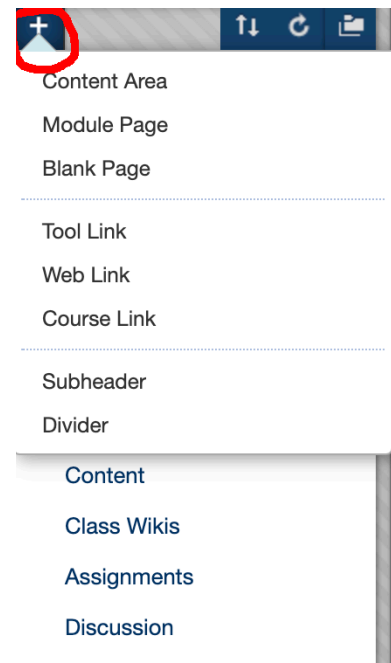 Content Area
Module Page
Blank Page
Tool Link
Web Link
Course Link
Subheader
Divider
Content
Class Wikis
Assignments
Discussion